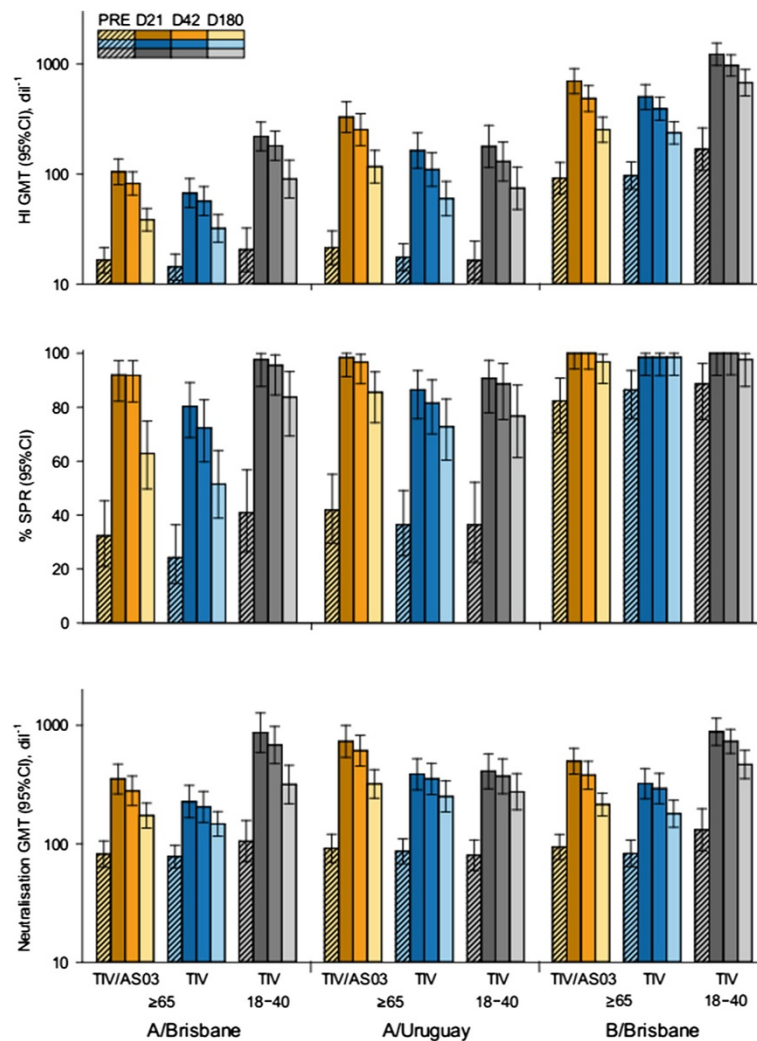 PRE D21 D42 D180
HI GMT (95%CI), dil⁻¹
1000
100
10
% SPR (95%CI)
100
80
60
40
20
0
Neutralisation GMT (95%CI), dil⁻¹
1000
100
10
TIV/AS03 TIV TIV TIV/AS03 TIV TIV TIV/AS03 TIV TIV
≥65 18−40 ≥65 18−40 ≥65 18−40
A/Brisbane A/Uruguay B/Brisbane